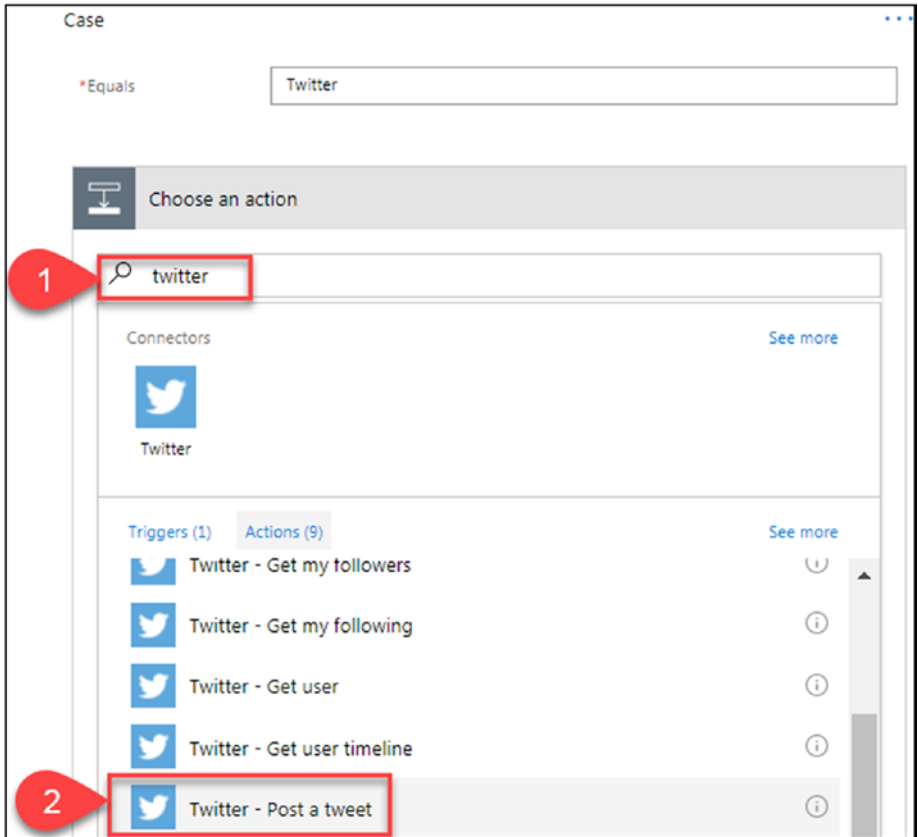 Case
*Equals
Twitter
Choose an action
1
twitter
Connectors
See more
Twitter
Triggers (1)
Actions (9)
See more
Twitter - Get my followers
Twitter - Get my following
Twitter - Get user
Twitter - Get user timeline
2
Twitter - Post a tweet